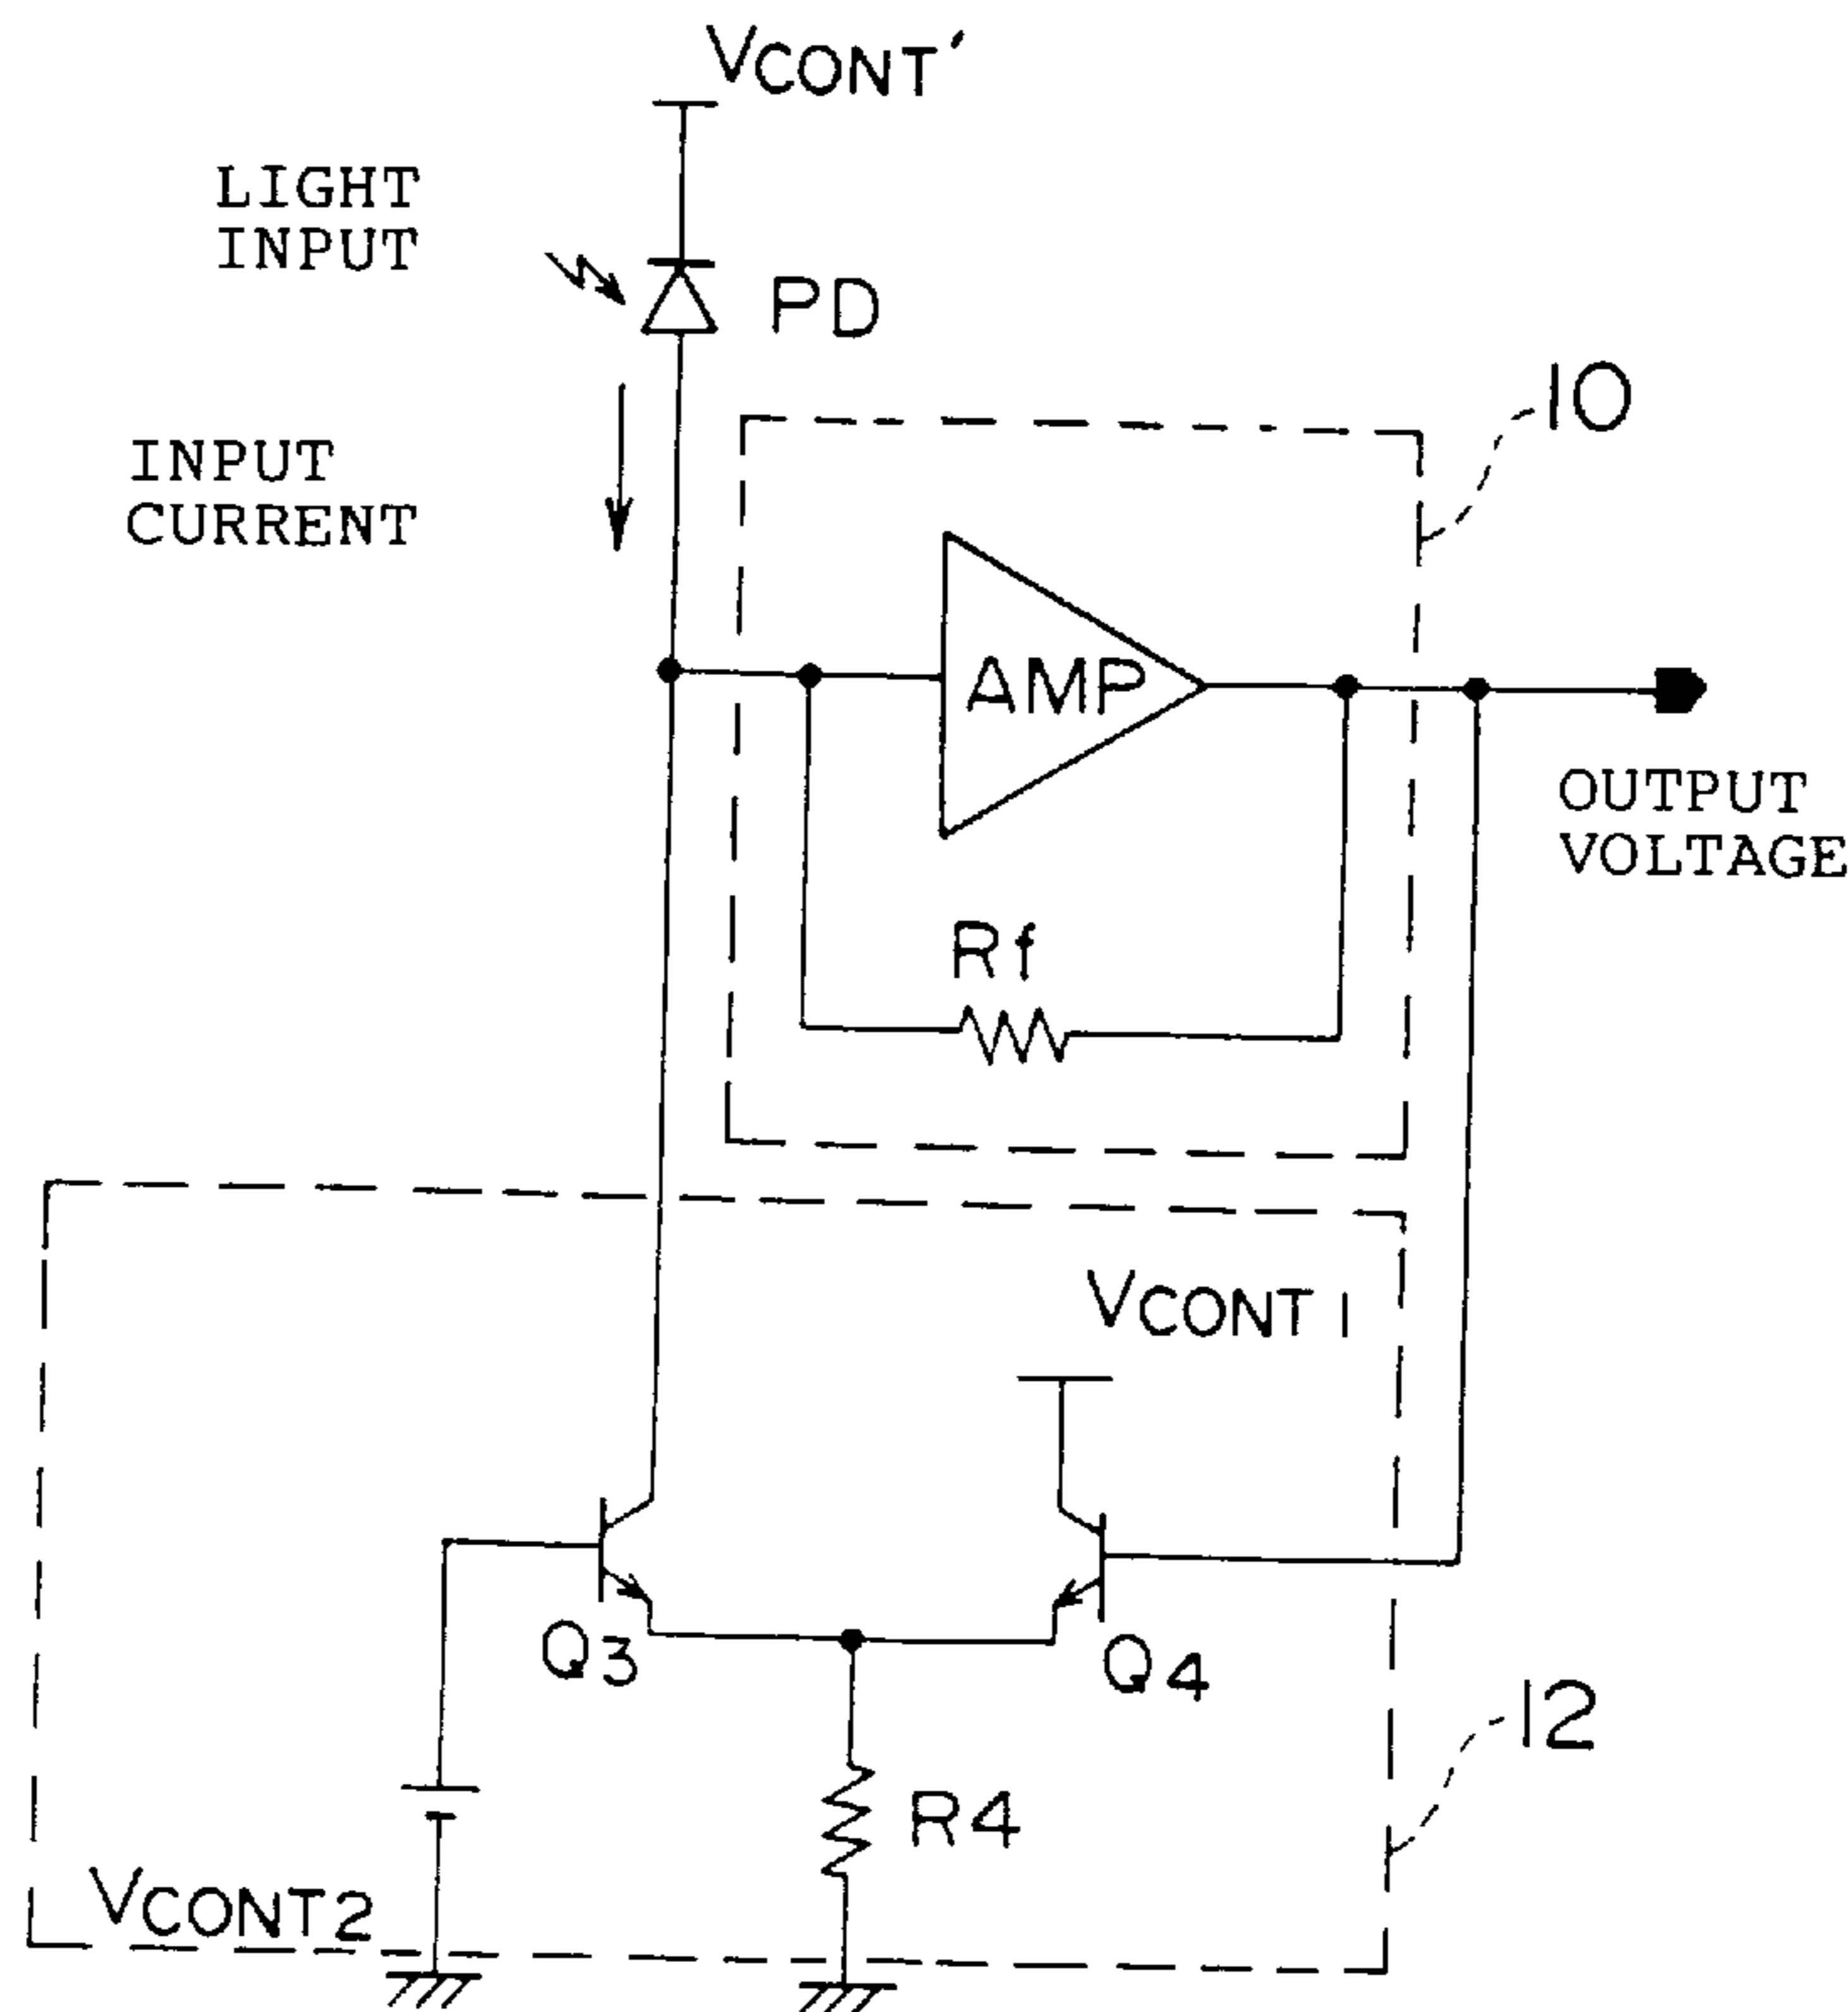 VCONT'
LIGHT
INPUT
PD
10
INPUT
CURRENT
AMP
OUTPUT
VOLTAGE
Rf
VCONT1
Q3
Q4
12
R4
VCONT2